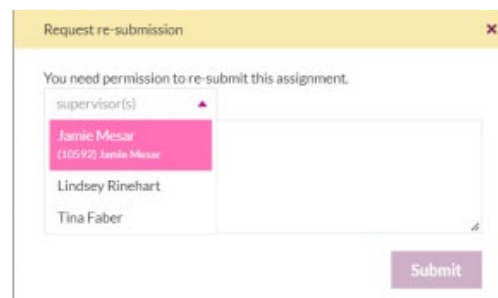 Request re-submission
×
You need permission to re-submit this assignment.
supervisor(s)
Jamie Mesar
(10592) Jamie Mesar
Lindsey Rinehart
Tina Faber
Submit